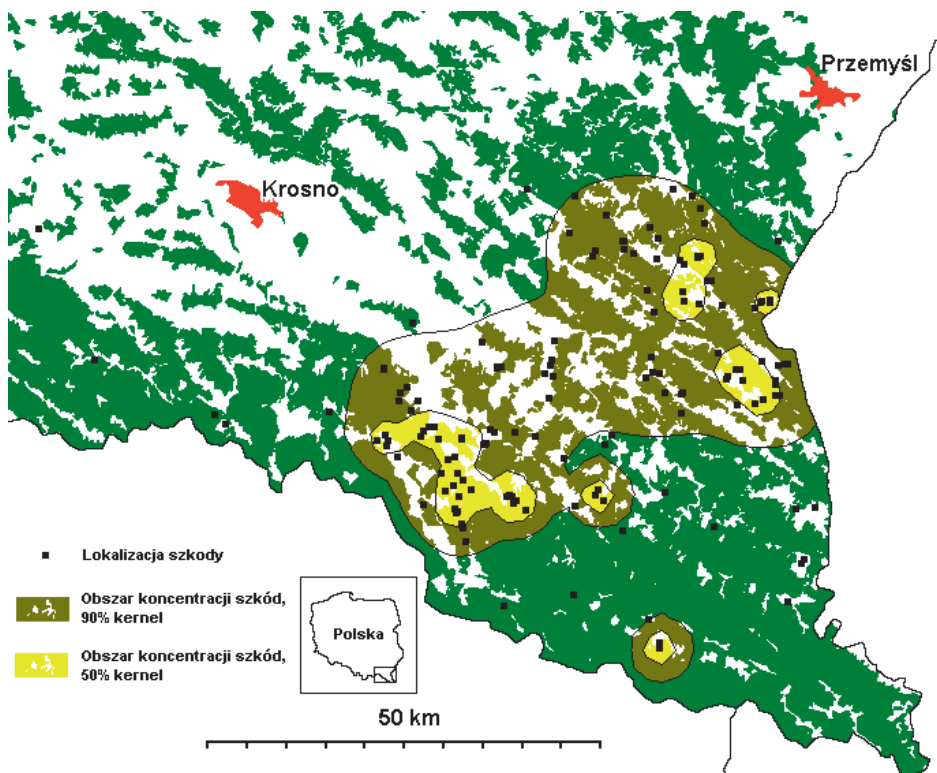 Przemyśl
Krosno
Lokalizacja szkody
Obszar koncentracji szkód,
90% kernel
Obszar koncentracji szkód,
50% kernel
Polska
50 km